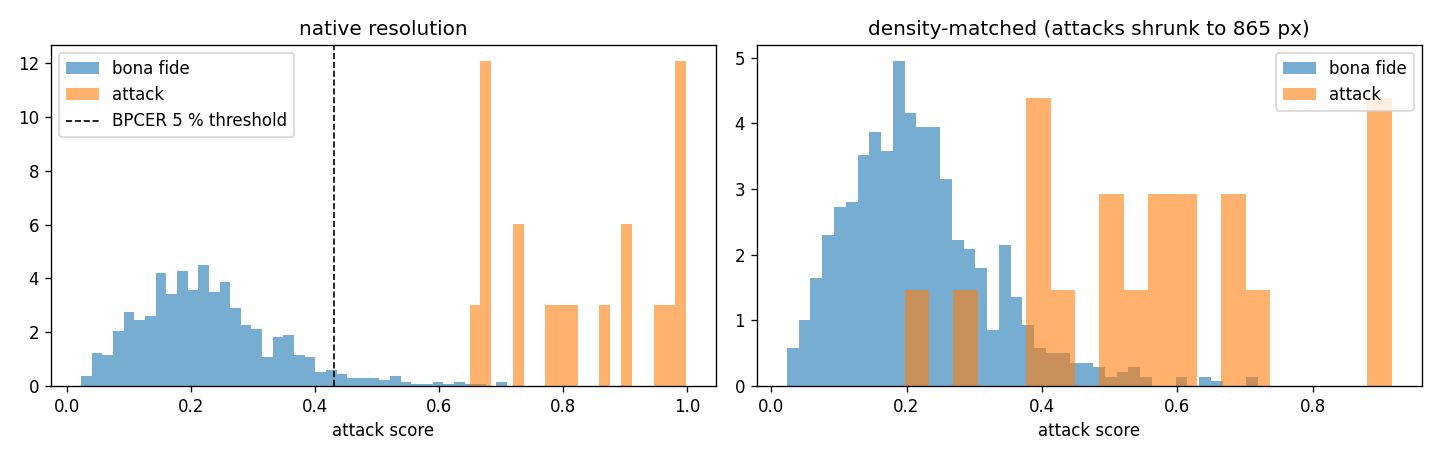 native resolution
bona fide
attack
BPCER 5 % threshold
12
10
8
6
4
2
0
0.0 0.2 0.4 0.6 0.8 1.0
attack score
density-matched (attacks shrunk to 865 px)
bona fide
attack
5
4
3
2
1
0
0.0 0.2 0.4 0.6 0.8
attack score